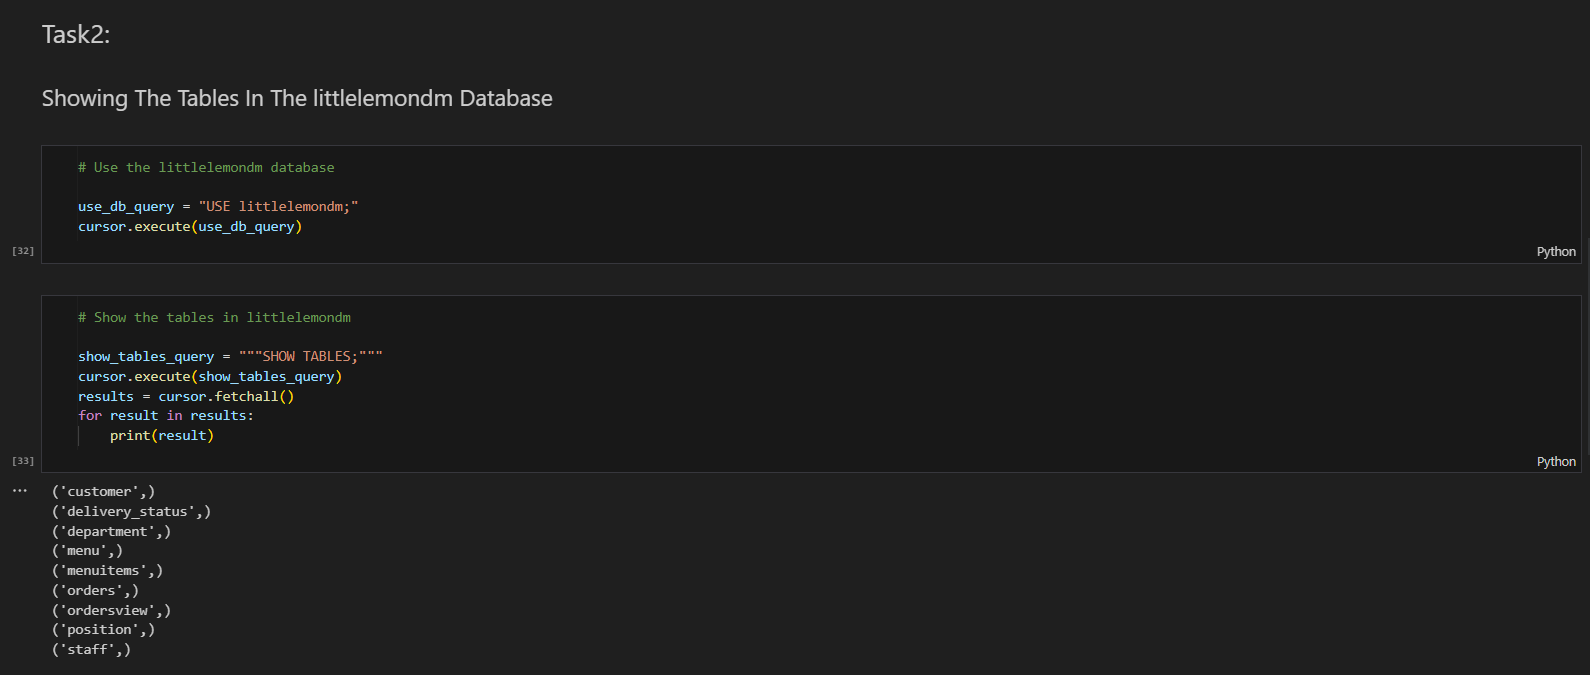 Task2:
Showing The Tables In The littlelemondm Database
# Use the littlelemondm database
use_db_query = "USE littlelemondm;"
cursor.execute(use_db_query)
[32]
Python
# Show the tables in littlelemondm
show_tables_query = """SHOW TABLES;"""
cursor.execute(show_tables_query)
results = cursor.fetchall()
for result in results:
    print(result)
[33]
Python
('customer',)
('delivery_status',)
('department',)
('menu',)
('menuitems',)
('orders',)
('ordersview',)
('position',)
('staff',)